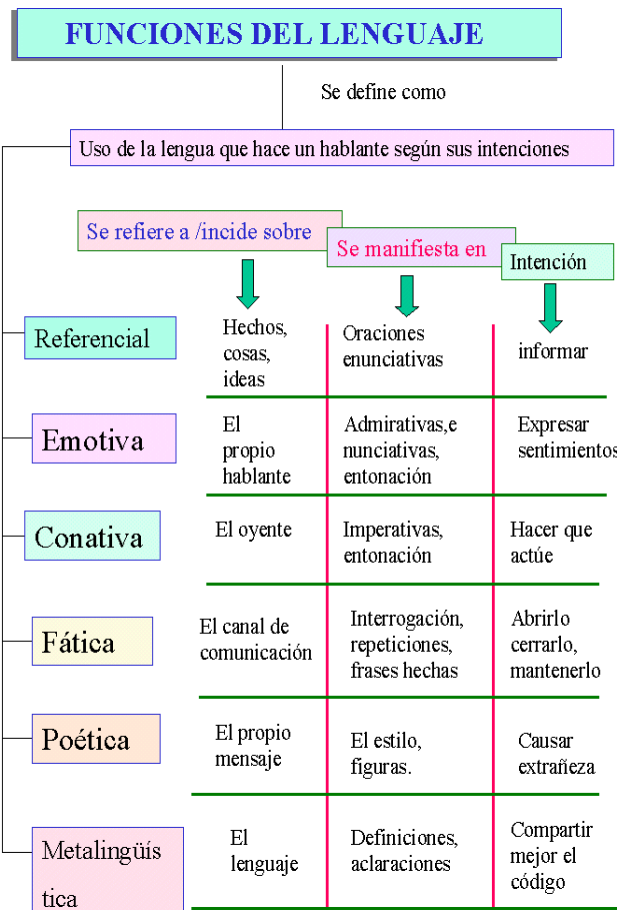 FUNCIONES DEL LENGUAJE
Se define como
Uso de la lengua que hace un hablante según sus intenciones
Se refiere a /incide sobre
Se manifiesta en
Intención
Referencial
Hechos,
cosas,
ideas
Oraciones
enunciativas
informar
Emotiva
El
propio
hablante
Admirativas,e
nunciativas,
entonación
Expresar
sentimientos
Conativa
El oyente
Imperativas,
entonación
Hacer que
actúe
Fática
El canal de
comunicación
Interrogación,
repeticiones,
frases hechas
Abrirlo
cerrarlo,
mantenerlo
Poética
El propio
mensaje
El estilo,
figuras.
Causar
extrañeza
Metalingüís
tica
El
lenguaje
Definiciones,
aclaraciones
Compartir
mejor el
código